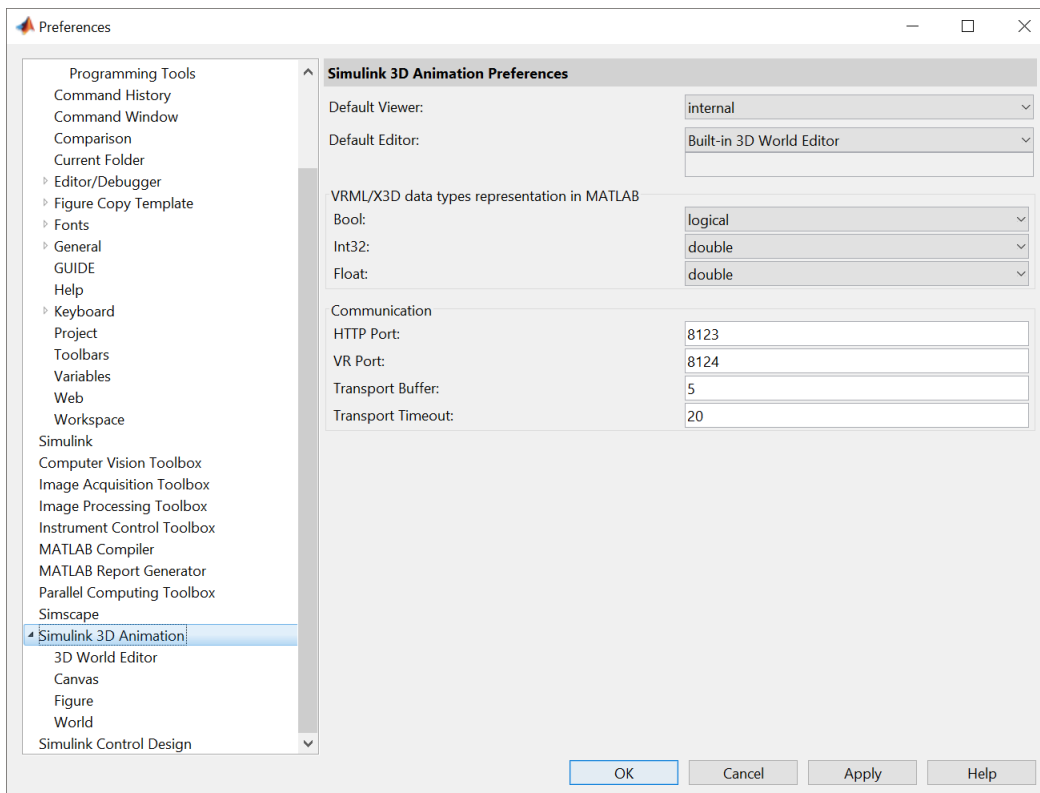 Preferences
Programming Tools
Command History
Command Window
Comparison
Current Folder
Editor/Debugger
Figure Copy Template
Fonts
General
GUIDE
Help
Keyboard
Project
Toolbars
Variables
Web
Workspace
Simulink
Computer Vision Toolbox
Image Acquisition Toolbox
Image Processing Toolbox
Instrument Control Toolbox
MATLAB Compiler
MATLAB Report Generator
Parallel Computing Toolbox
Simscape
Simulink 3D Animation
3D World Editor
Canvas
Figure
World
Simulink Control Design
Simulink 3D Animation Preferences
Default Viewer: internal
Default Editor: Built-in 3D World Editor
VRML/X3D data types representation in MATLAB
Bool: logical
Int32: double
Float: double
Communication
HTTP Port: 8123
VR Port: 8124
Transport Buffer: 5
Transport Timeout: 20
OK Cancel Apply Help